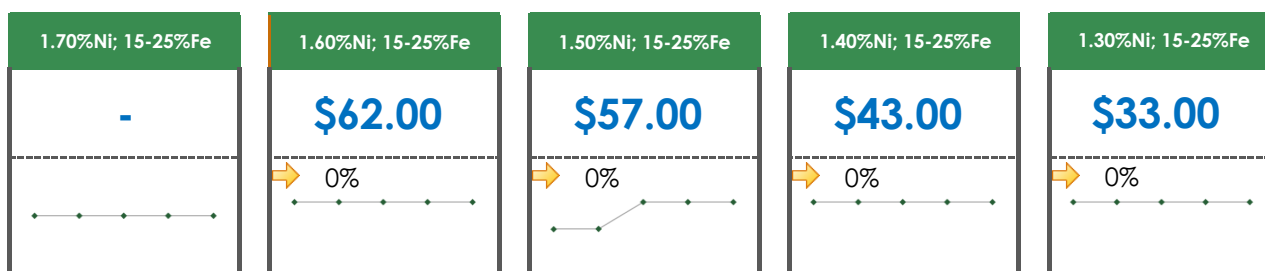 1.70%Ni; 15-25%Fe
-
1.60%Ni; 15-25%Fe
$62.00
0%
1.50%Ni; 15-25%Fe
$57.00
0%
1.40%Ni; 15-25%Fe
$43.00
0%
1.30%Ni; 15-25%Fe
$33.00
0%